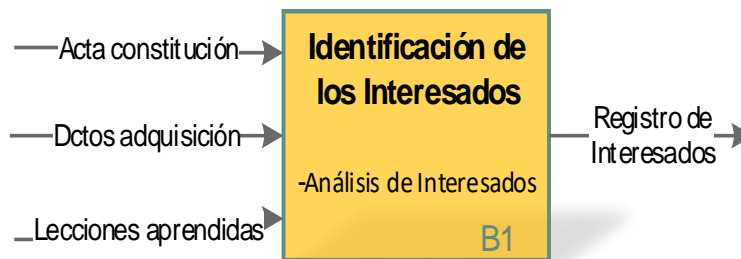 Acta constitución
Dctos adquisición
Lecciones aprendidas
Identificación de
los Interesados
-Análisis de Interesados
B1
Registro de
Interesados